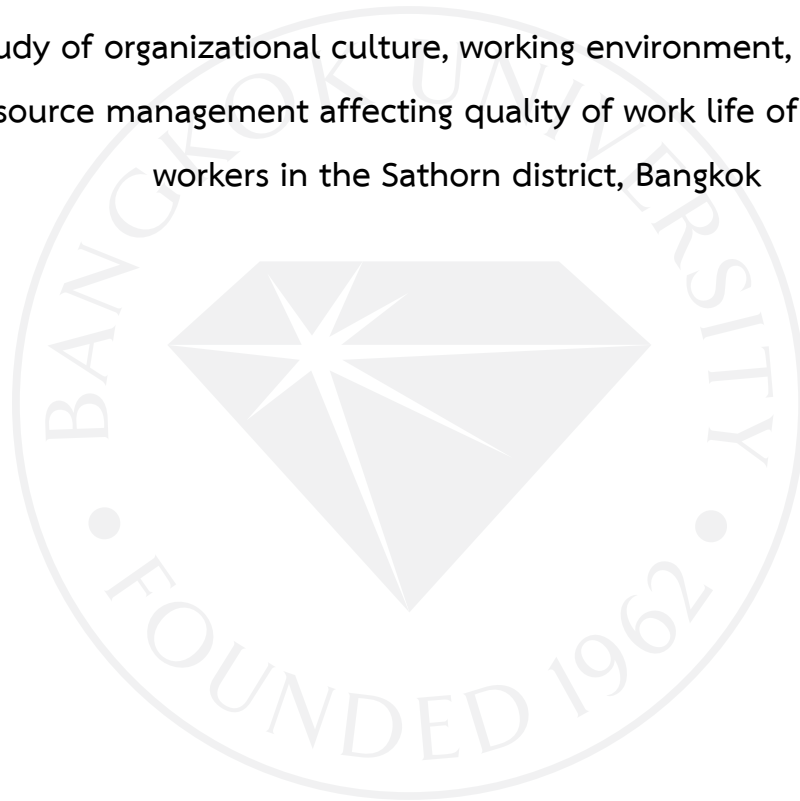 udy of organizational culture, working environment,
source management affecting quality of work life of
workers in the Sathorn district, Bangkok
BANGKOK UNIVERSITY
FOUNDED 1962